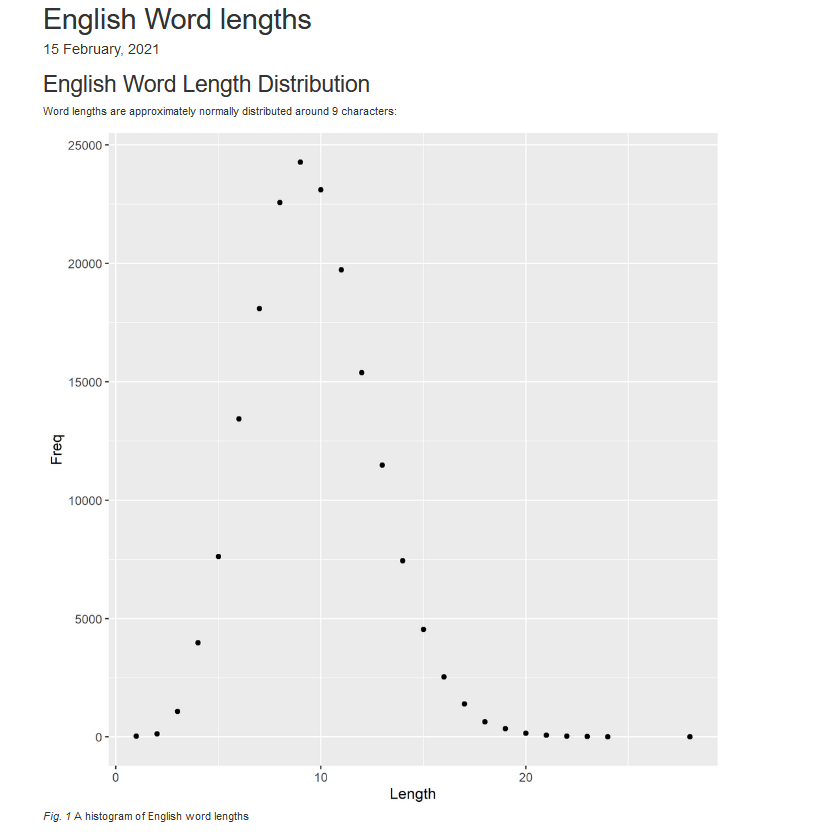 English Word lengths
15 February, 2021
English Word Length Distribution
Word lengths are approximately normally distributed around 9 characters:
25000
20000
15000
10000
5000
0
Freq
0 10 20
Length
Fig. 1 A histogram of English word lengths